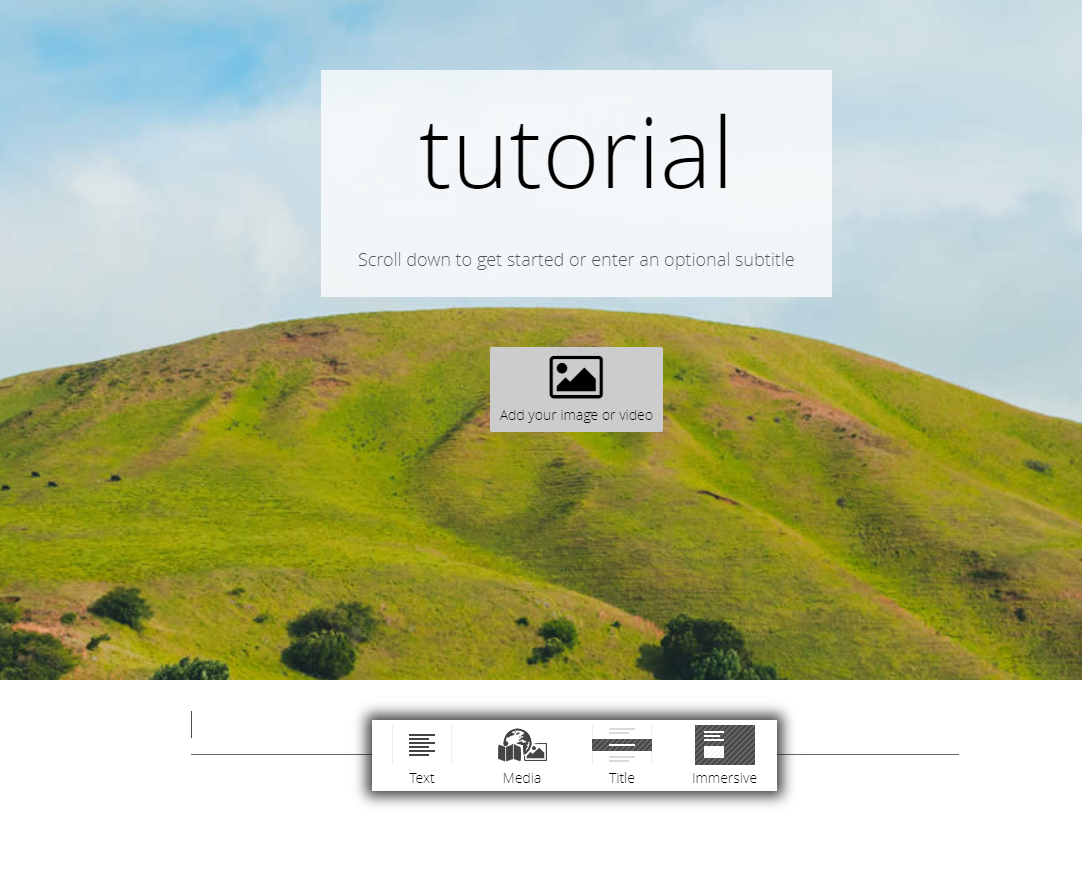 tutorial
Scroll down to get started or enter an optional subtitle
Add your image or video
Text
Media
Title
Immersive